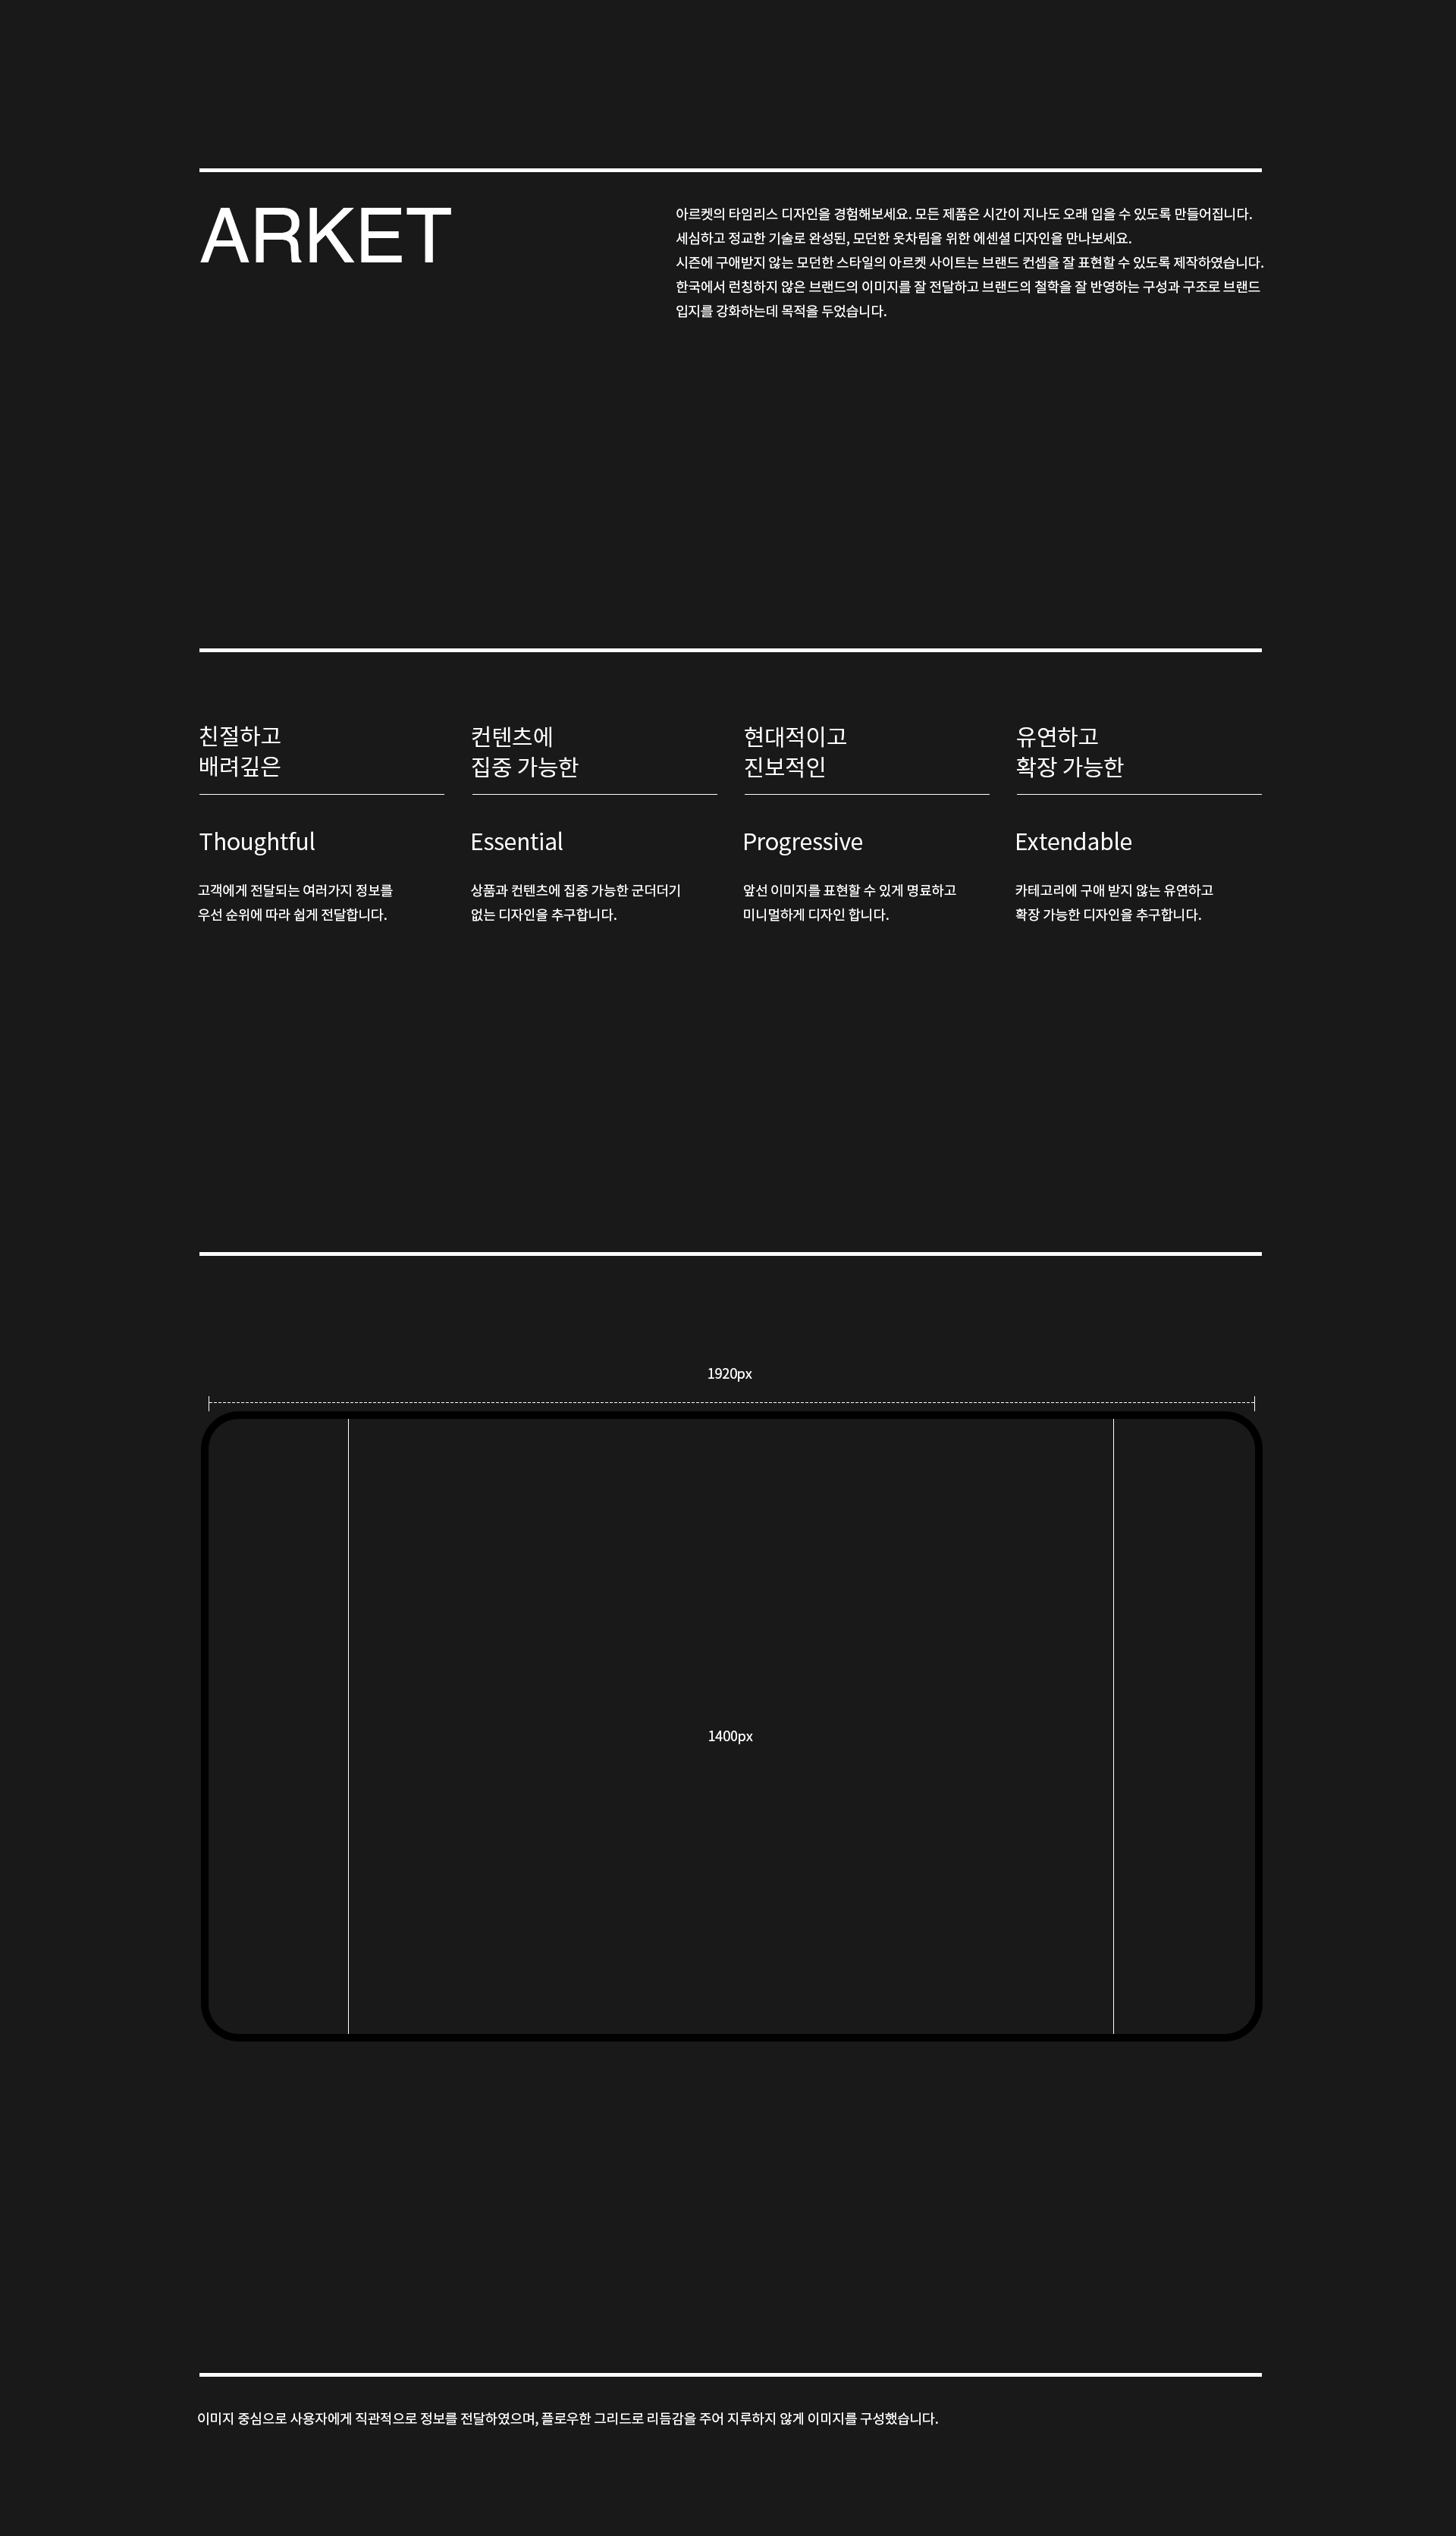 ARKET
아르켓의 타임리스 디자인을 경험해보세요. 모든 제품은 시간이 지나도 오래 입을 수 있도록 만들어집니다.
세심하고 정교한 기술로 완성된, 모던한 옷차림을 위한 에센셜 디자인을 만나보세요.
시즌에 구애받지 않는 모던한 스타일의 아르켓 사이트는 브랜드 컨셉을 잘 표현할 수 있도록 제작하였습니다.
한국에서 런칭하지 않은 브랜드의 이미지를 잘 전달하고 브랜드의 철학을 잘 반영하는 구성과 구조로 브랜드
입지를 강화하는데 목적을 두었습니다.
친절하고
배려깊은
Thoughtful
고객에게 전달되는 여러가지 정보를
우선 순위에 따라 쉽게 전달합니다.
컨텐츠에
집중 가능한
Essential
상품과 컨텐츠에 집중 가능한 군더더기
없는 디자인을 추구합니다.
현대적이고
진보적인
Progressive
앞선 이미지를 표현할 수 있게 명료하고
미니멀하게 디자인 합니다.
유연하고
확장 가능한
Extendable
카테고리에 구애 받지 않는 유연하고
확장 가능한 디자인을 추구합니다.
1920px
1400px
이미지 중심으로 사용자에게 직관적으로 정보를 전달하였으며, 플로우한 그리드로 리듬감을 주어 지루하지 않게 이미지를 구성했습니다.